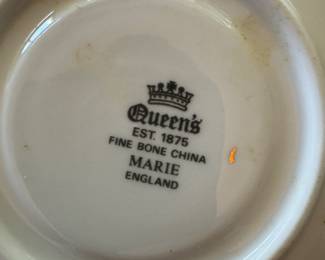 Queen's
EST. 1875
FINE BONE CHINA
MARIE
ENGLAND